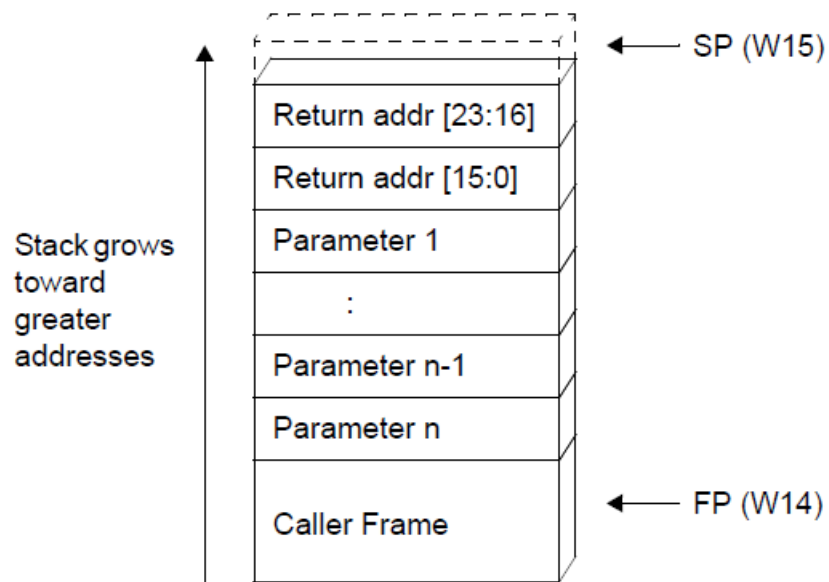 SP (W15)
Return addr [23:16]
Return addr [15:0]
Parameter 1
:
Parameter n-1
Parameter n
Caller Frame
FP (W14)
Stack grows
toward
greater
addresses